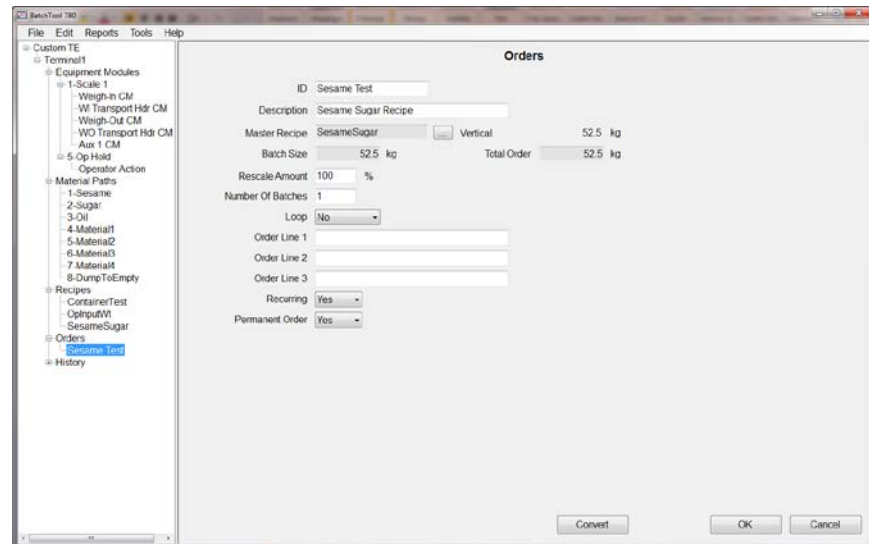 BatchTool 780
File Edit Reports Tools Help
Custom TE
Terminal1
Equipment Modules
1-Scale 1
Weigh-In CM
WI Transport Hdr CM
Weigh-Out CM
WO Transport Hdr CM
Aux 1 CM
5-Op Hold
Operator Action
Material Paths
1-Sesame
2-Sugar
3-Oil
4-Material1
5-Material2
6-Material3
7-Material4
8-DumpToEmpty
Recipes
ContainerTest
OpInputWt
SesameSugar
Orders
Sesame Test
History
Orders
ID Sesame Test
Description Sesame Sugar Recipe
Master Recipe SesameSugar ... Vertical 52.5 kg
Batch Size 52.5 kg Total Order 52.5 kg
Rescale Amount 100 %
Number Of Batches 1
Loop No
Order Line 1
Order Line 2
Order Line 3
Recurring Yes
Permanent Order Yes
Convert OK Cancel